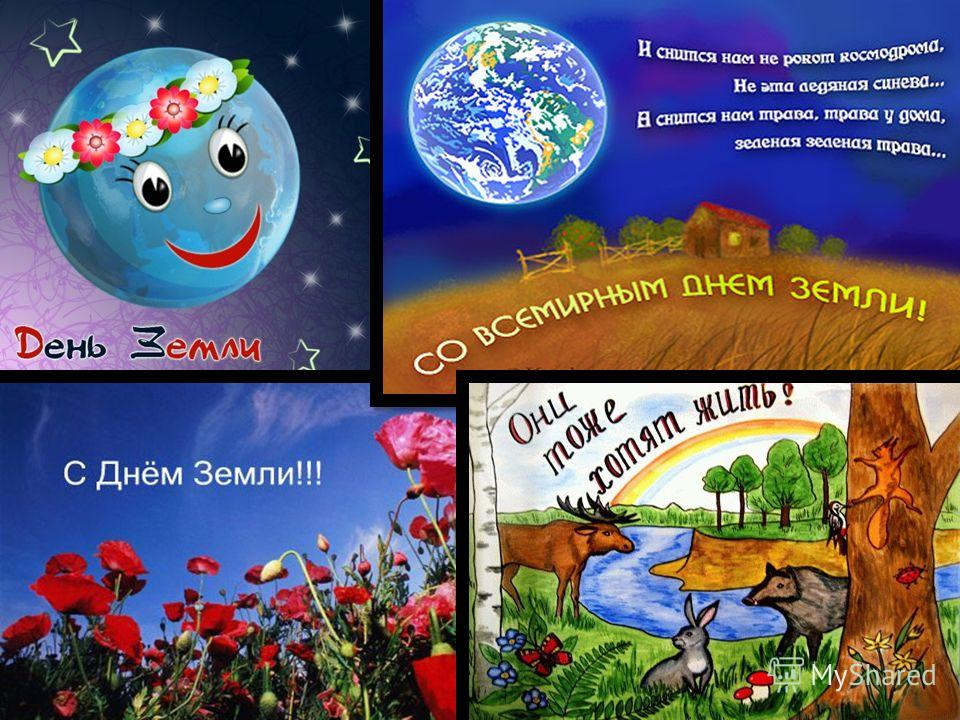 День Земли
И снится нам не рокот космодрома,
Не эта ледяная синева...
А снится нам трава, трава у дома,
зеленая зеленая трава...
СО ВСЕМИРНЫМ ДНЕМ ЗЕМЛИ!
С Днём Земли!!!
Они
тоже
хотят жить!
MyShared